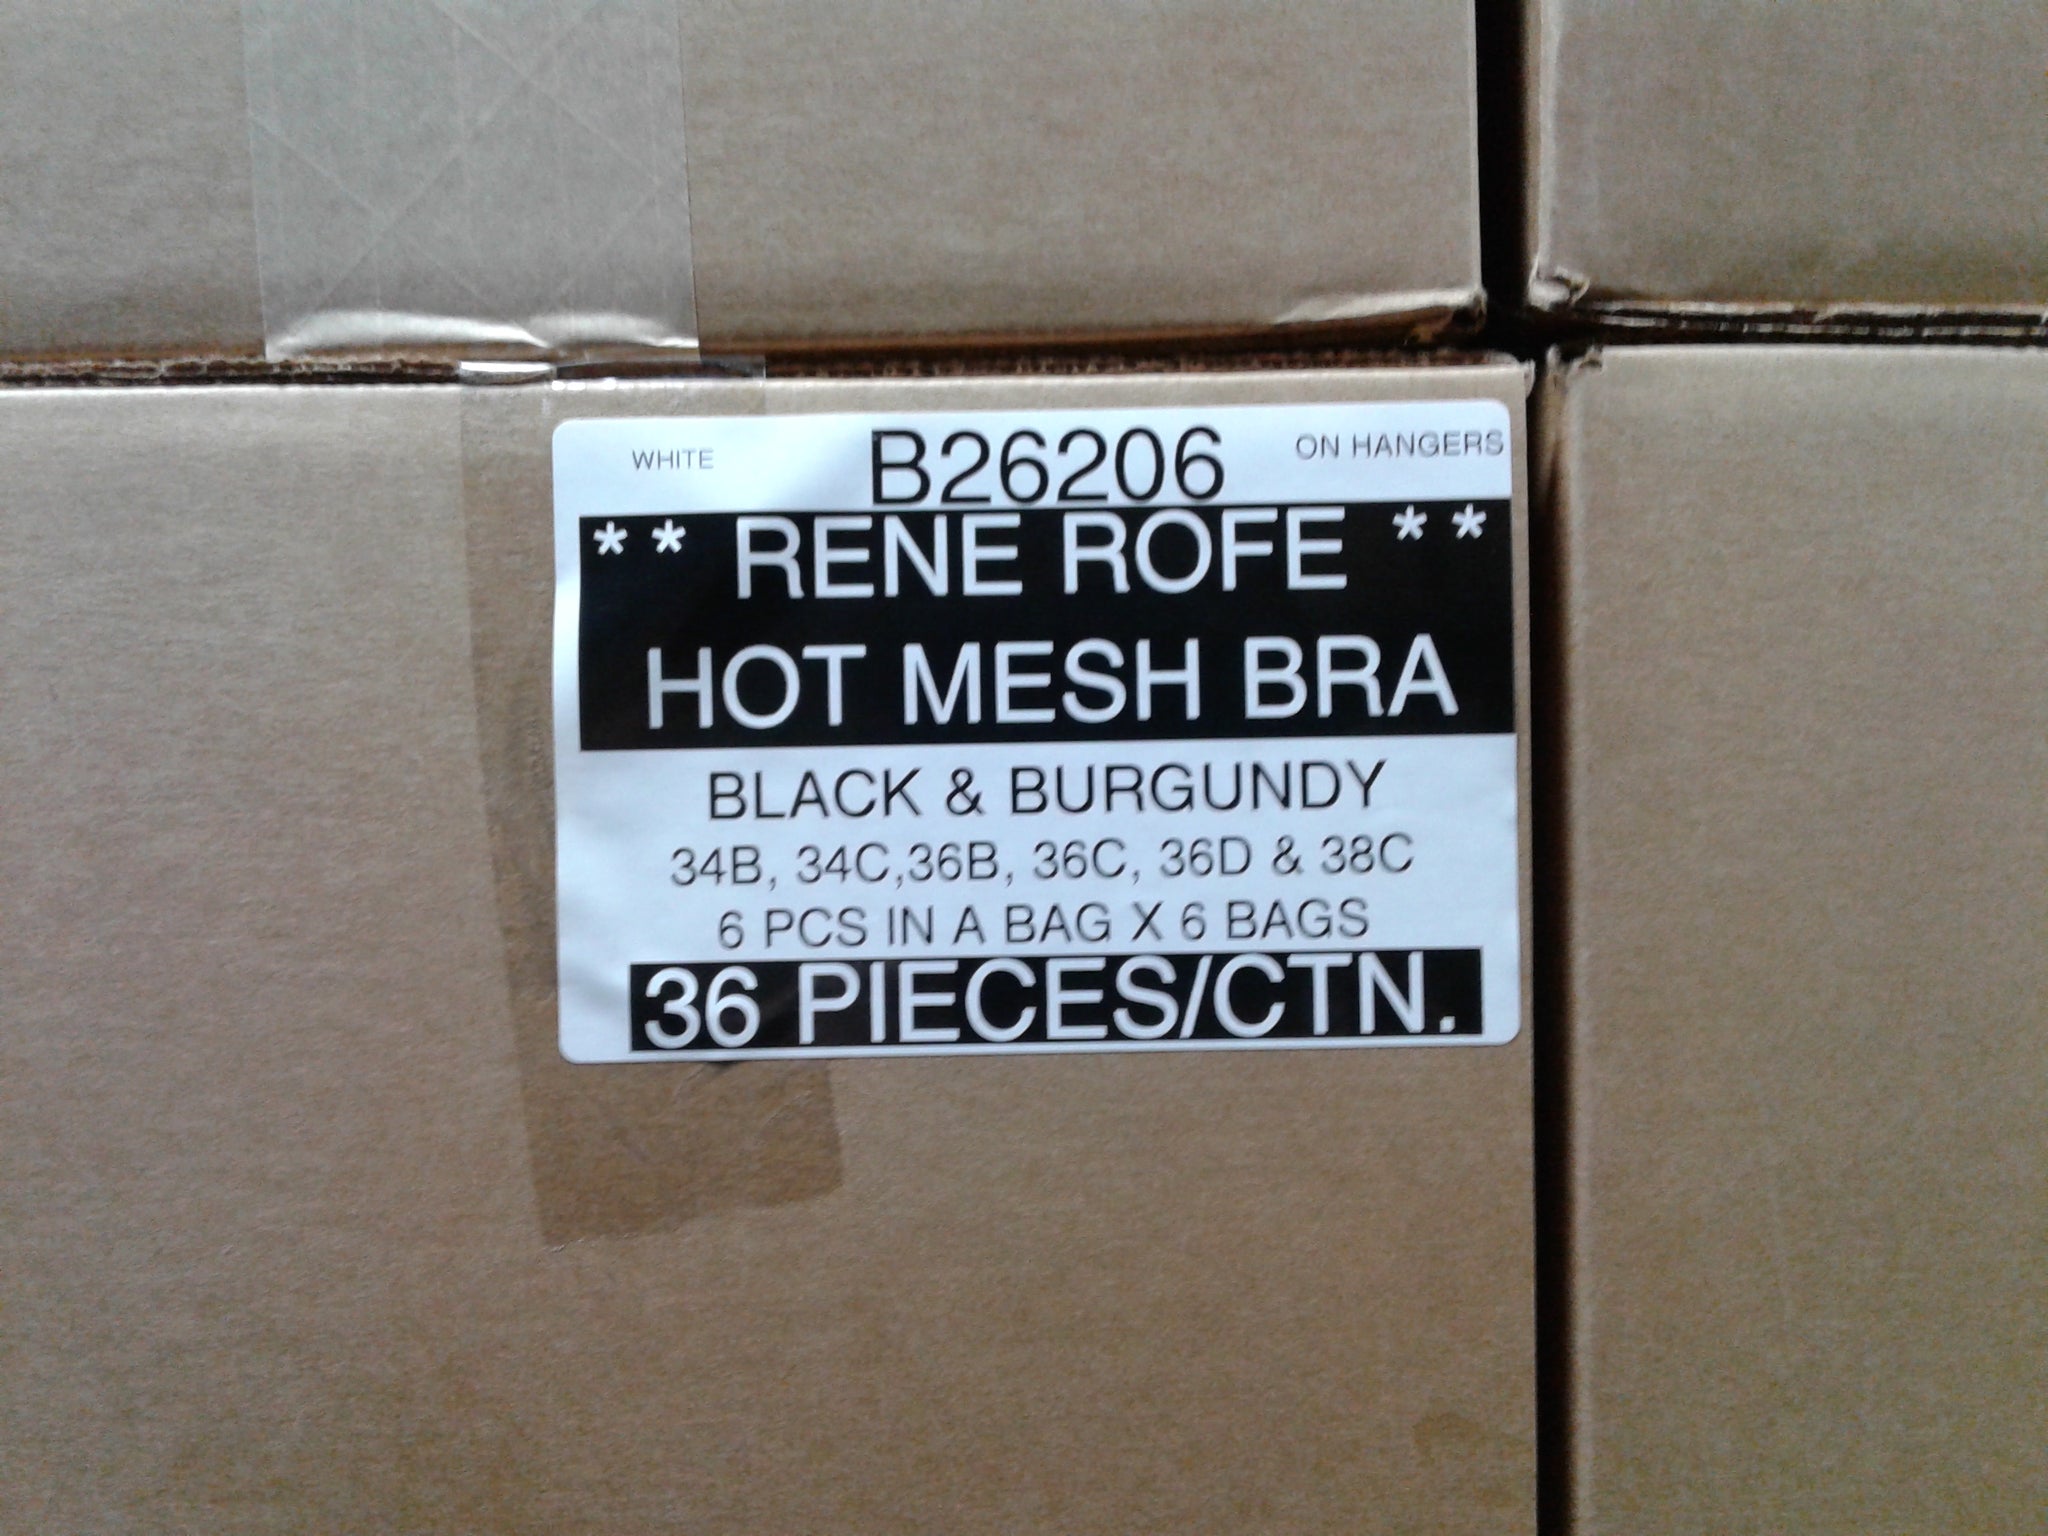 WHITE B26206 ON HANGERS
** RENE ROFE **
HOT MESH BRA
BLACK & BURGUNDY
34B, 34C,36B, 36C, 36D & 38C
6 PCS IN A BAG X 6 BAGS
36 PIECES/CTN.